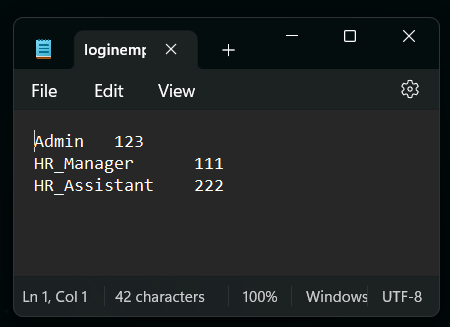 loginemp
File Edit View
Admin 123
HR_Manager 111
HR_Assistant 222
Ln 1, Col 1 42 characters 100% Windows UTF-8